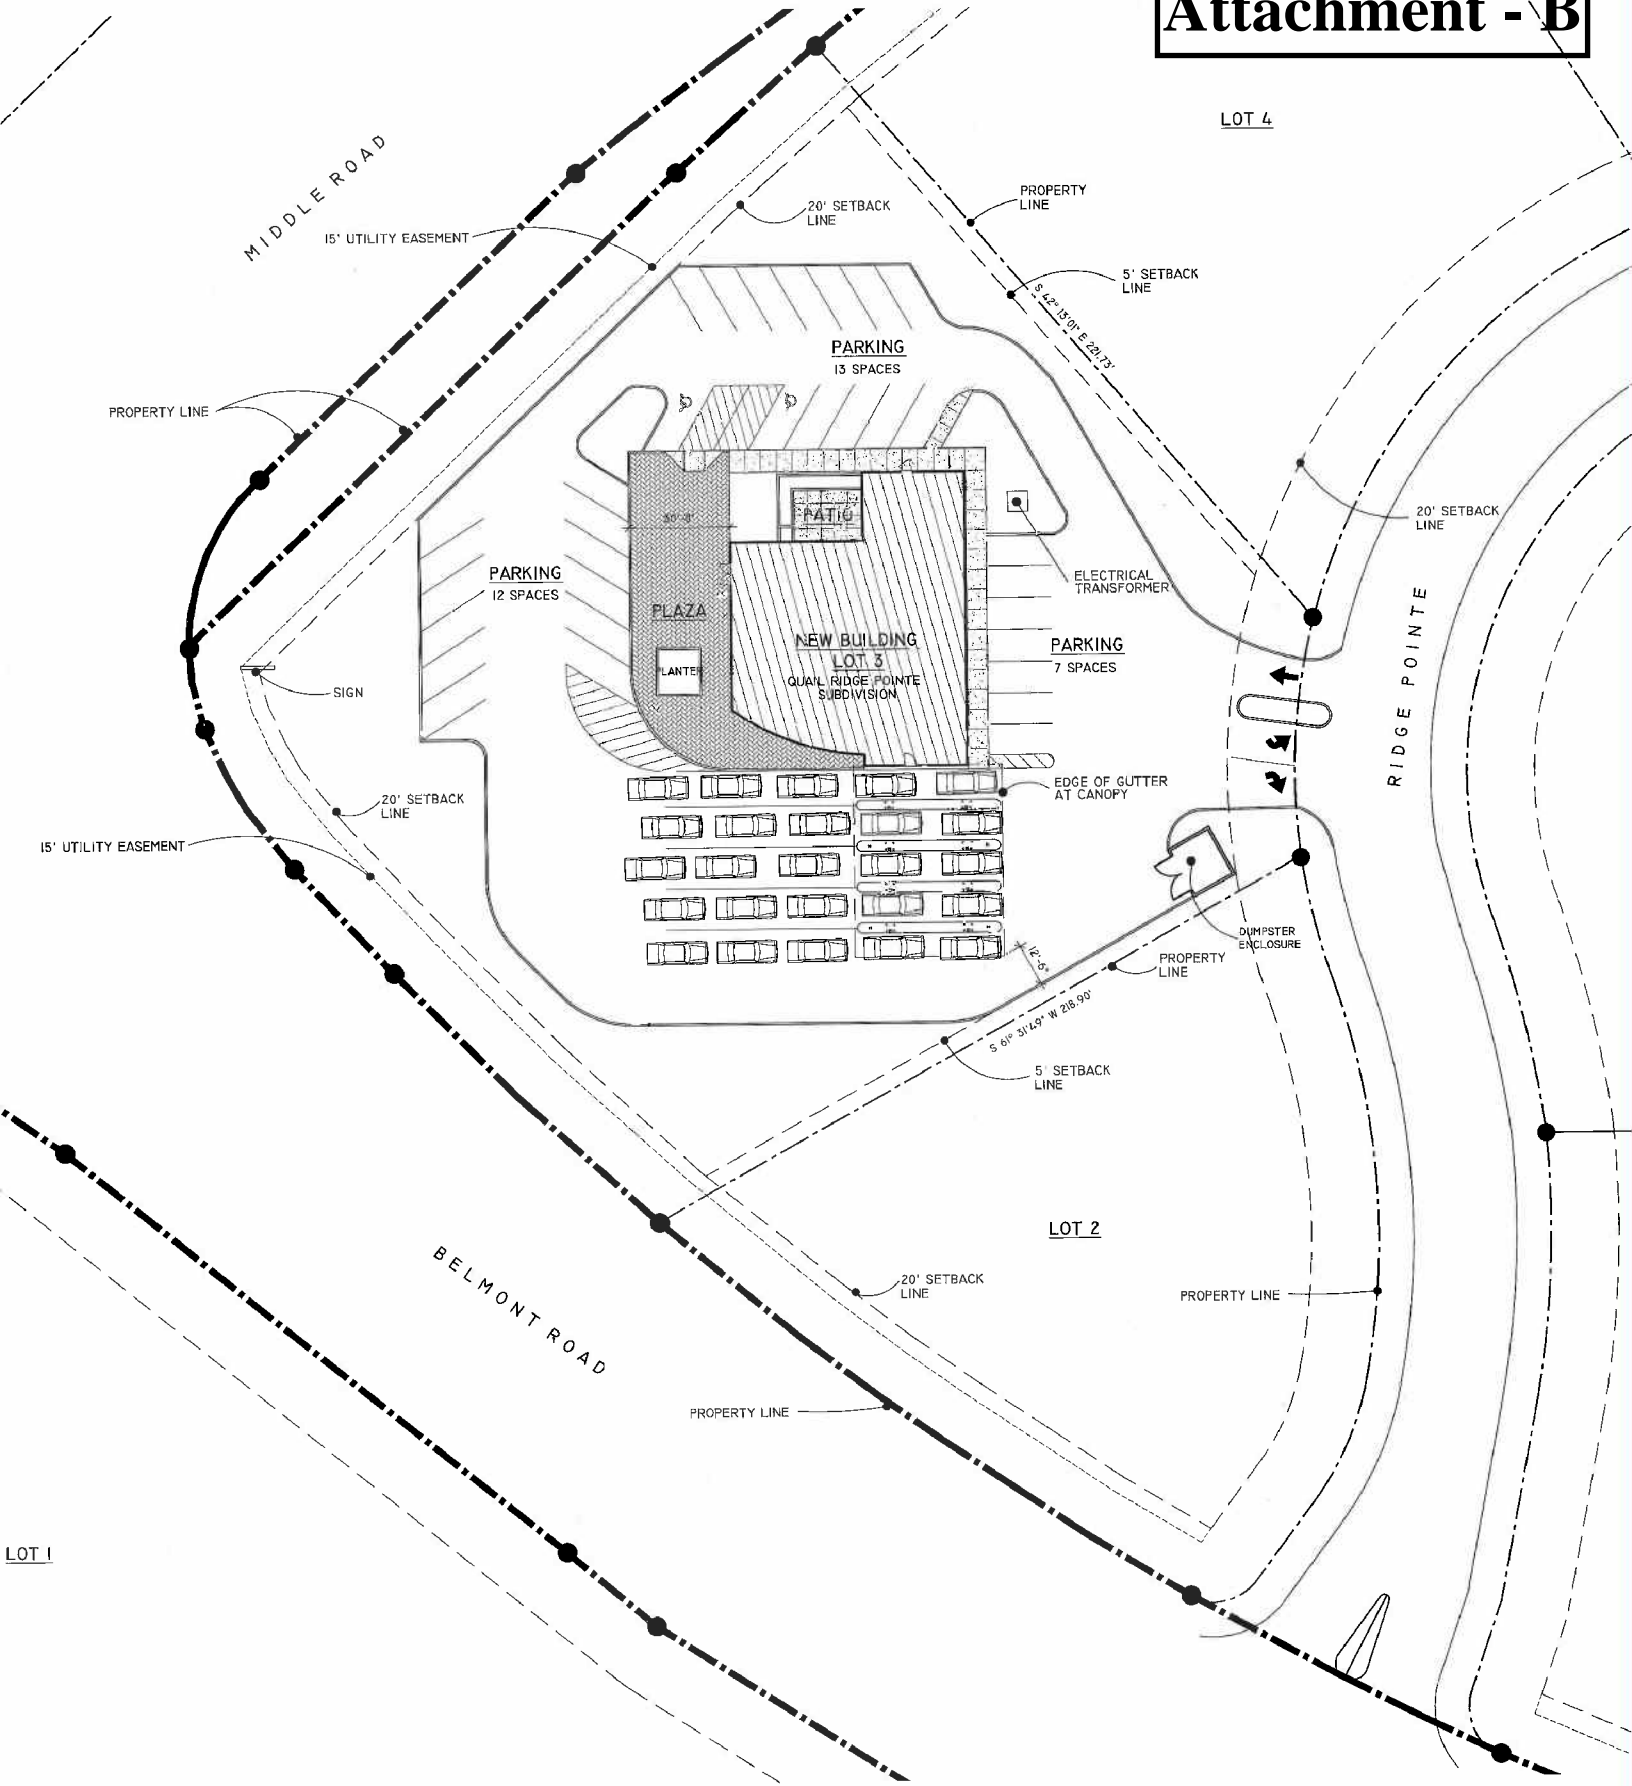 Attachment - B
LOT 4
MIDDLE ROAD
PROPERTY
LINE
20' SETBACK
LINE
15' UTILITY EASEMENT
5' SETBACK
LINE
S 42° 13'01" E 221.73'
PARKING
13 SPACES
PROPERTY LINE
20' SETBACK
LINE
PATIO
30'-8"
PARKING
12 SPACES
ELECTRICAL
TRANSFORMER
PLAZA
NEW BUILDING
LOT 3
QUAIL RIDGE POINTE
SUBDIVISION
PARKING
7 SPACES
PLANTER
SIGN
RIDGE POINTE
EDGE OF GUTTER
AT CANOPY
20' SETBACK
LINE
15' UTILITY EASEMENT
DUMPSTER
ENCLOSURE
12'-6"
PROPERTY
LINE
S 61° 31'49" W 218.90'
5' SETBACK
LINE
LOT 2
BELMONT ROAD
20' SETBACK
LINE
PROPERTY LINE
PROPERTY LINE
LOT 1